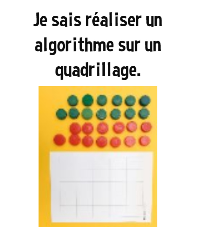 Je sais réaliser un
algorithme sur un
quadrillage.